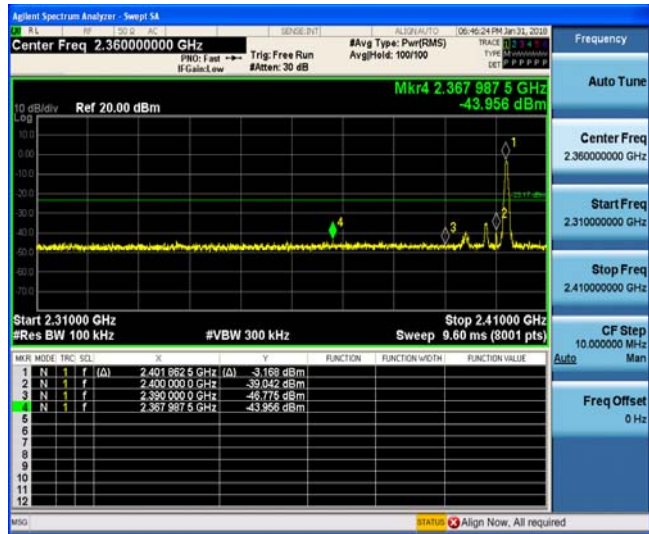 Agilent Spectrum Analyzer - Swept SA
RL RF 50 Ω AC SENSE:INT ALIGN AUTO 06:46:24 PM Jan 31, 2018
Center Freq 2.360000000 GHz
PNO: Fast
IFGain:Low
Trig: Free Run
#Atten: 30 dB
#Avg Type: Pwr(RMS)
Avg|Hold: 100/100
TRACE 1 2 3 4 5 6
TYPE
DET P P P P P P
Mkr4 2.367 987 5 GHz
-43.956 dBm
10 dB/div Ref 20.00 dBm
Log
10.0
0.00
-10.0
-20.0
-30.0
-40.0
-50.0
-60.0
-70.0
1
2
3
4
Start 2.31000 GHz Stop 2.41000 GHz
#Res BW 100 kHz #VBW 300 kHz Sweep 9.60 ms (8001 pts)
MKR MODE TRC SCL X Y FUNCTION FUNCTION WIDTH FUNCTION VALUE
1 N 1 f (Δ) 2.401 862 5 GHz (Δ) -3.168 dBm
2 N 1 f 2.400 000 0 GHz -39.042 dBm
3 N 1 f 2.390 000 0 GHz -46.775 dBm
4 N 1 f 2.367 987 5 GHz -43.956 dBm
5
6
7
8
9
10
11
12
MSG STATUS Align Now, All required
Frequency
Auto Tune
Center Freq
2.360000000 GHz
Start Freq
2.310000000 GHz
Stop Freq
2.410000000 GHz
CF Step
10.000000 MHz
Auto Man
Freq Offset
0 Hz